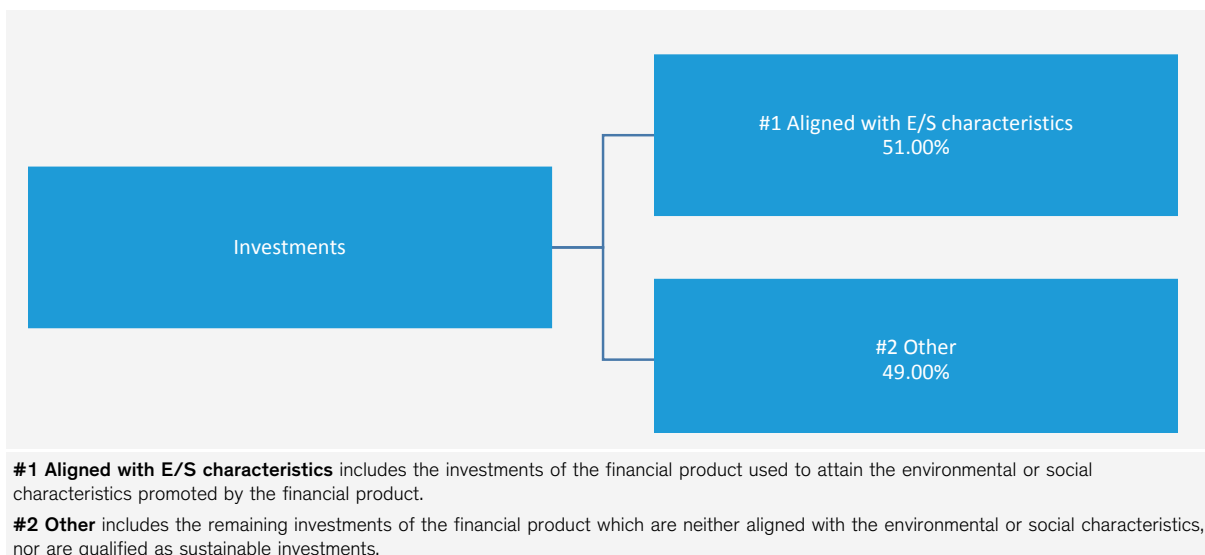 #1 Aligned with E/S characteristics
51.00%
Investments
#2 Other
49.00%
#1 Aligned with E/S characteristics includes the investments of the financial product used to attain the environmental or social
characteristics promoted by the financial product.
#2 Other includes the remaining investments of the financial product which are neither aligned with the environmental or social characteristics,
nor are qualified as sustainable investments.